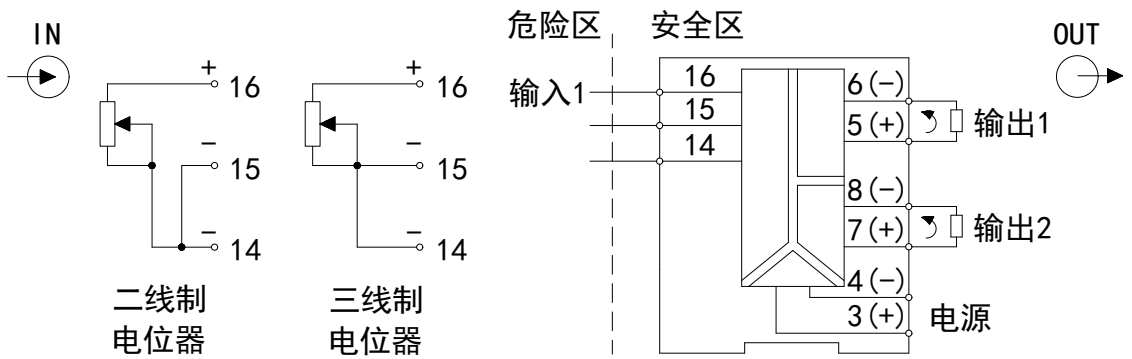 IN
+
16
-
15
-
14
二线制
电位器
+
16
-
15
-
14
三线制
电位器
危险区
安全区
输入1
16
15
14
6(-)
5(+)
输出1
8(-)
7(+)
输出2
4(-)
3(+)
电源
OUT